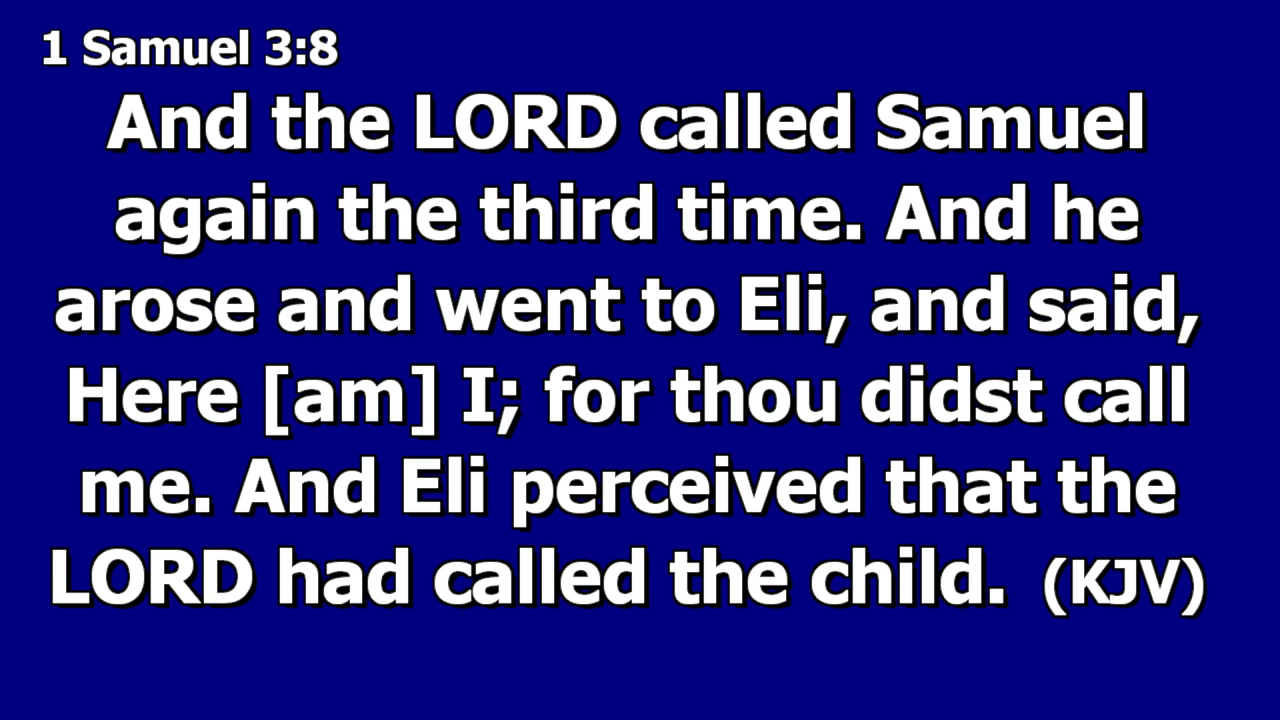 1 Samuel 3:8
And the LORD called Samuel
again the third time. And he
arose and went to Eli, and said,
Here [am] I; for thou didst call
me. And Eli perceived that the
LORD had called the child. (KJV)